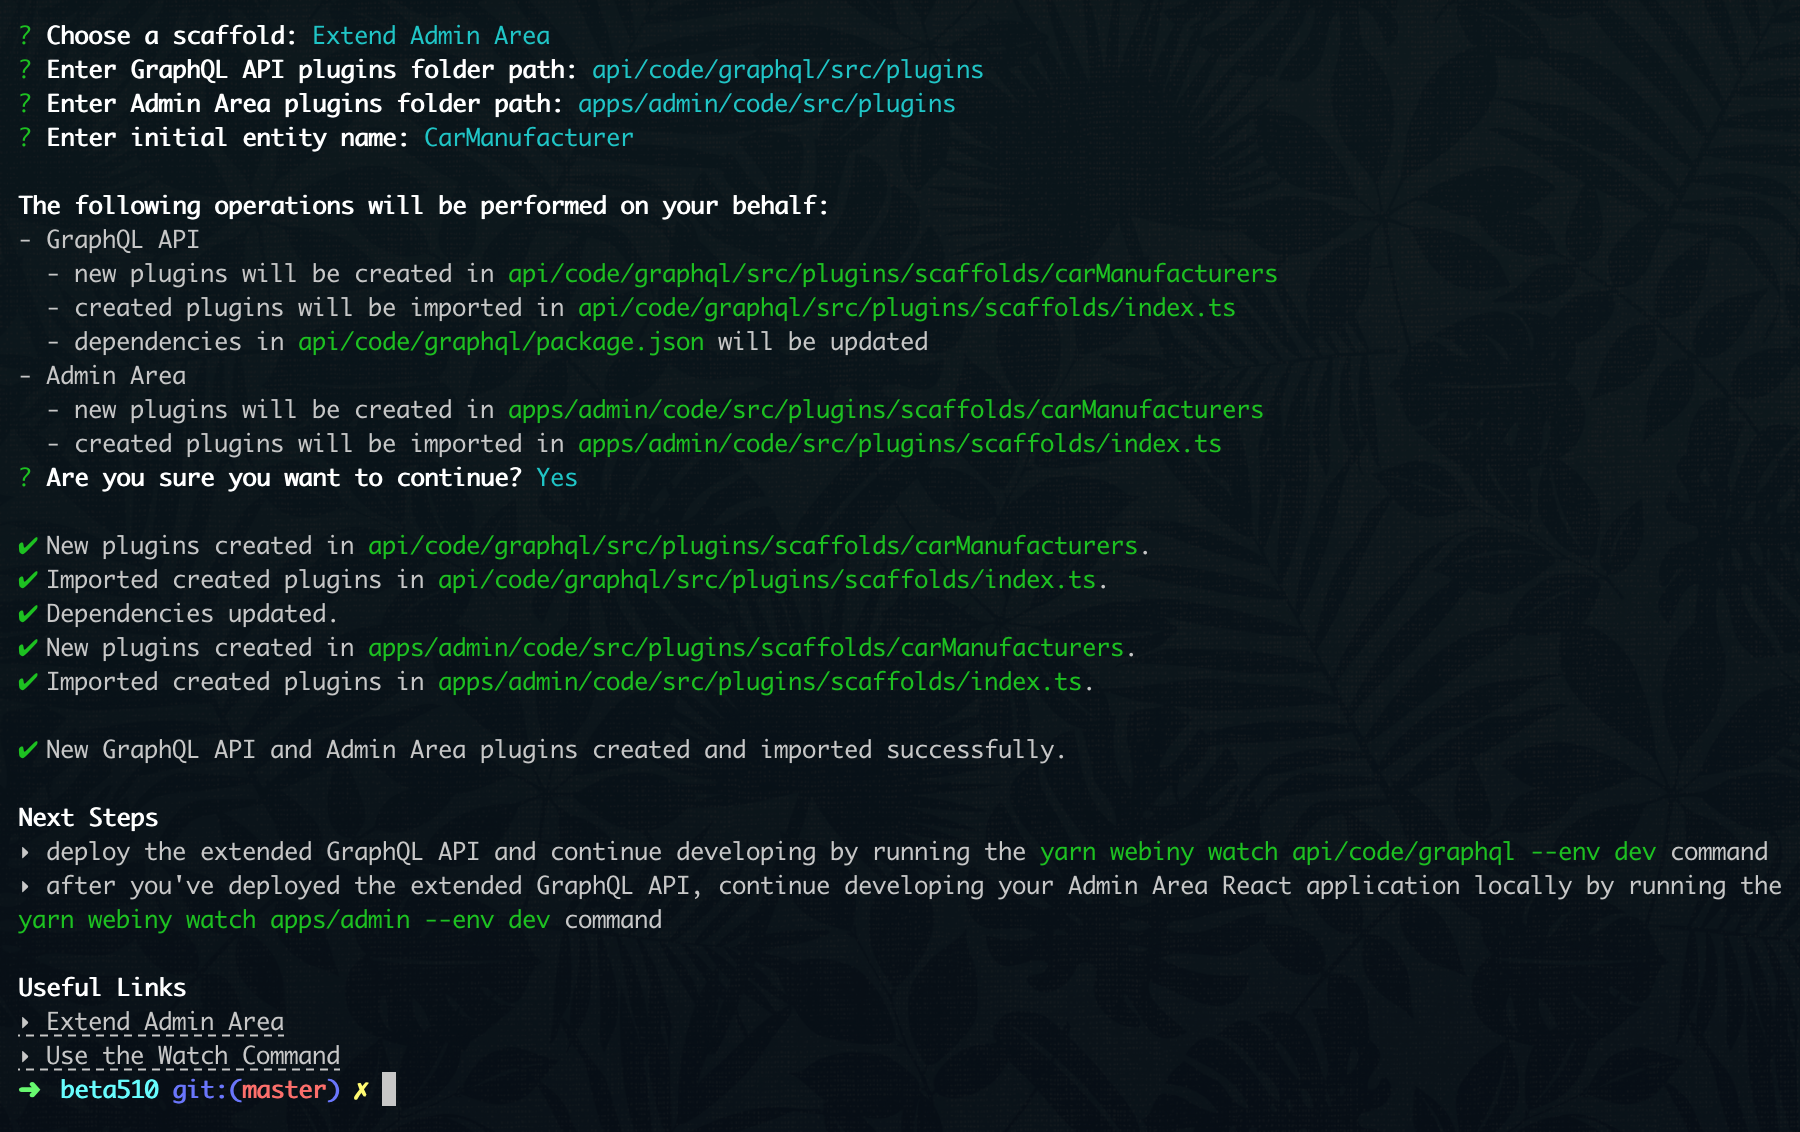 ? Choose a scaffold: Extend Admin Area
? Enter GraphQL API plugins folder path: api/code/graphql/src/plugins
? Enter Admin Area plugins folder path: apps/admin/code/src/plugins
? Enter initial entity name: CarManufacturer
The following operations will be performed on your behalf:
- GraphQL API
  - new plugins will be created in api/code/graphql/src/plugins/scaffolds/carManufacturers
  - created plugins will be imported in api/code/graphql/src/plugins/scaffolds/index.ts
  - dependencies in api/code/graphql/package.json will be updated
- Admin Area
  - new plugins will be created in apps/admin/code/src/plugins/scaffolds/carManufacturers
  - created plugins will be imported in apps/admin/code/src/plugins/scaffolds/index.ts
? Are you sure you want to continue? Yes
✔ New plugins created in api/code/graphql/src/plugins/scaffolds/carManufacturers.
✔ Imported created plugins in api/code/graphql/src/plugins/scaffolds/index.ts.
✔ Dependencies updated.
✔ New plugins created in apps/admin/code/src/plugins/scaffolds/carManufacturers.
✔ Imported created plugins in apps/admin/code/src/plugins/scaffolds/index.ts.
✔ New GraphQL API and Admin Area plugins created and imported successfully.
Next Steps
‣ deploy the extended GraphQL API and continue developing by running the yarn webiny watch api/code/graphql --env dev command
‣ after you've deployed the extended GraphQL API, continue developing your Admin Area React application locally by running the
yarn webiny watch apps/admin --env dev command
Useful Links
‣ Extend Admin Area
‣ Use the Watch Command
➜ beta510 git:(master) ✗